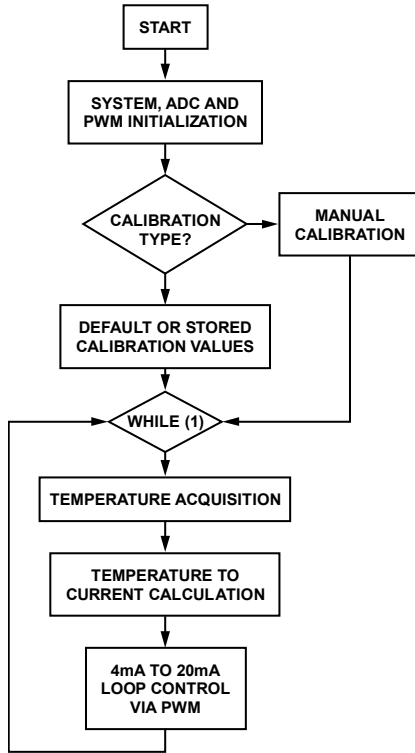 START
SYSTEM, ADC AND
PWM INITIALIZATION
CALIBRATION
TYPE?
MANUAL
CALIBRATION
DEFAULT OR STORED
CALIBRATION VALUES
WHILE (1)
TEMPERATURE ACQUISITION
TEMPERATURE TO
CURRENT CALCULATION
4mA TO 20mA
LOOP CONTROL
VIA PWM